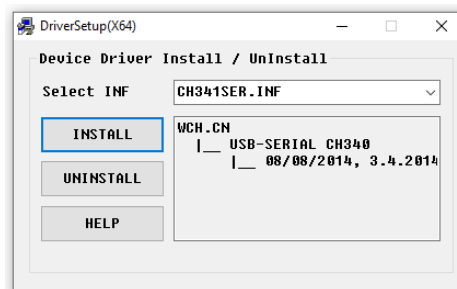 DriverSetup(X64)
Device Driver Install / UnInstall
Select INF
CH341SER.INF
INSTALL
UNINSTALL
HELP
WCH.CN
|__ USB-SERIAL CH340
|__ 08/08/2014, 3.4.2014